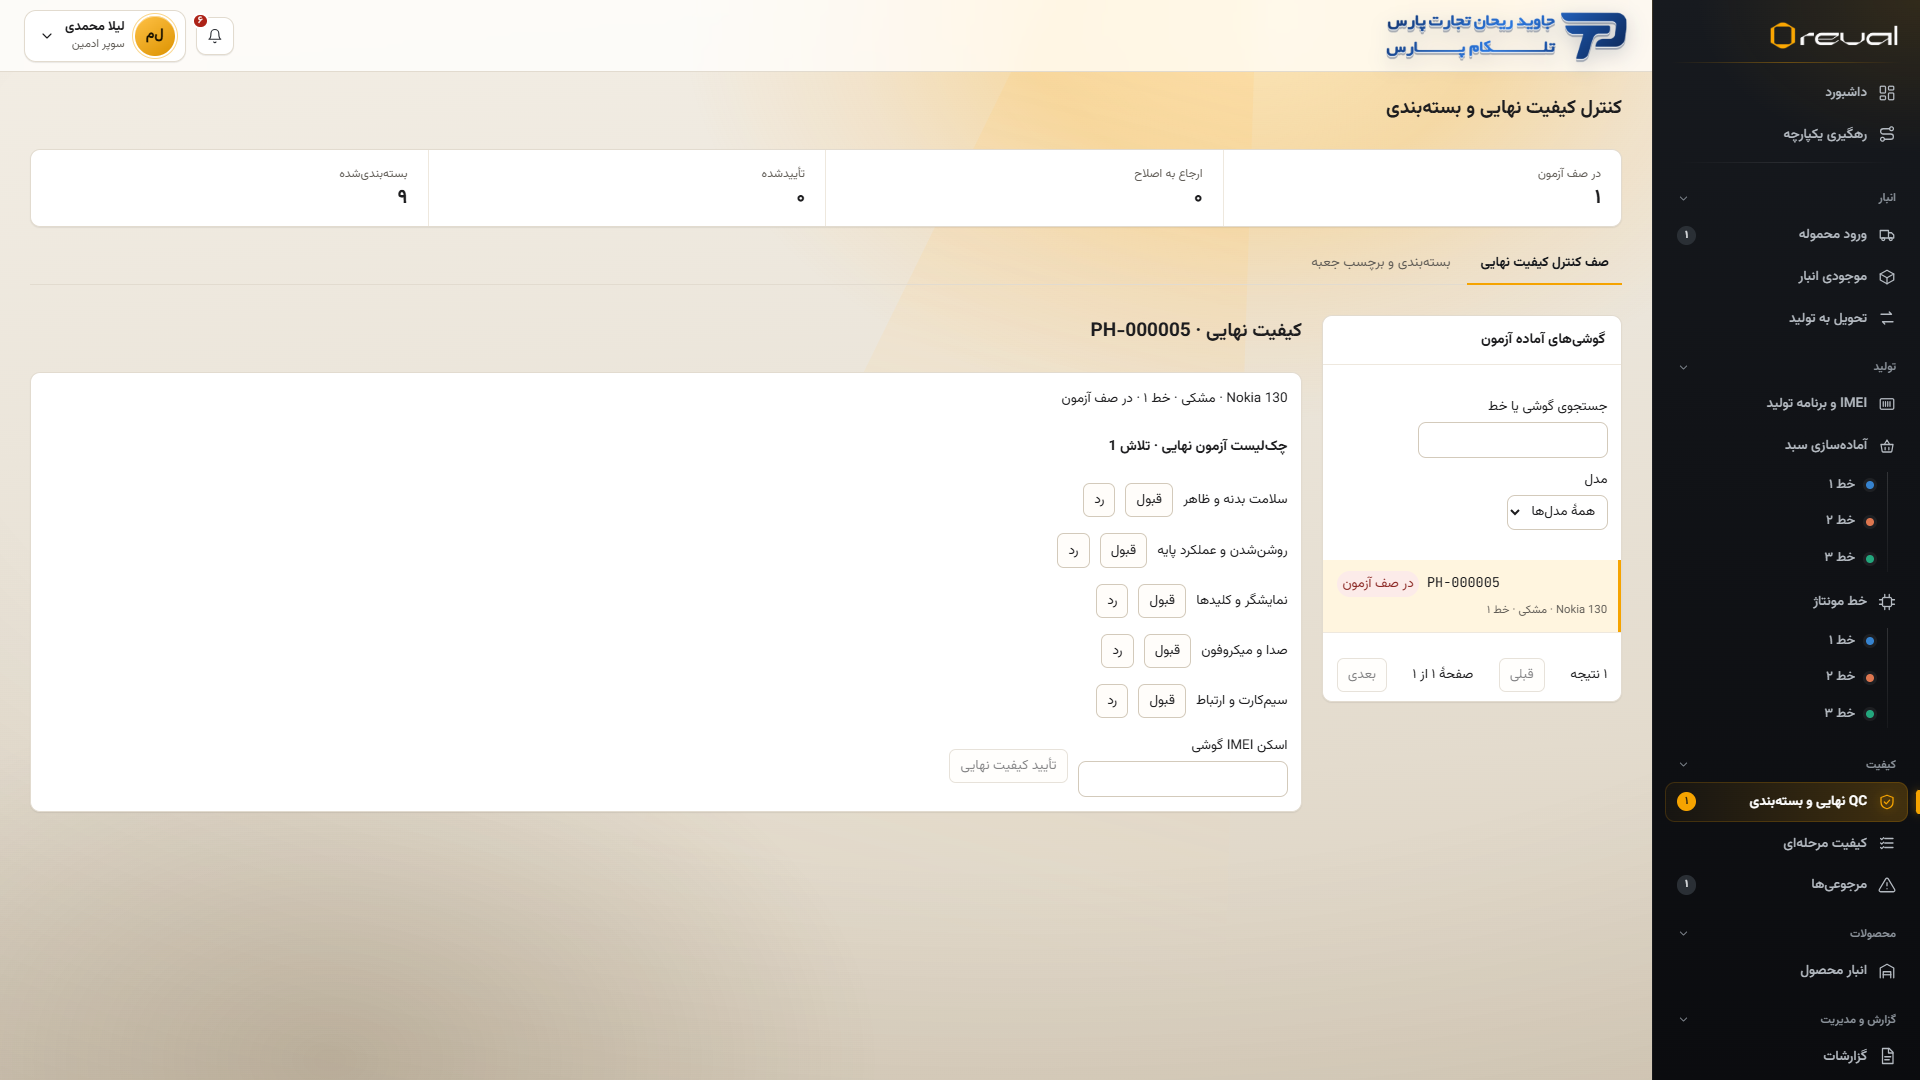 reval
داشبورد
رهگیری یکپارچه
انبار
ورود محموله
۱
موجودی انبار
تحویل به تولید
تولید
IMEI و برنامه تولید
آماده‌سازی سبد
خط ۱
خط ۲
خط ۳
خط مونتاژ
خط ۱
خط ۲
خط ۳
کیفیت
QC نهایی و بسته‌بندی
۱
کیفیت مرحله‌ای
مرجوعی‌ها
۱
محصولات
انبار محصول
گزارش و مدیریت
گزارشات
جاوید ریحان تجارت پارس
تلکام پارس
۶
ل‌م
لیلا محمدی
سوپر ادمین
کنترل کیفیت نهایی و بسته‌بندی
در صف آزمون
۱
ارجاع به اصلاح
۰
تأییدشده
۰
بسته‌بندی‌شده
۹
صف کنترل کیفیت نهایی
بسته‌بندی و برچسب جعبه
گوشی‌های آماده آزمون
جستجوی گوشی یا خط
مدل
همهٔ مدل‌ها
PH-000005 در صف آزمون
Nokia 130 · مشکی · خط ۱
۱ نتیجه
قبلی
صفحهٔ ۱ از ۱
بعدی
کیفیت نهایی · PH-000005
Nokia 130 · مشکی · خط ۱ · در صف آزمون
چک‌لیست آزمون نهایی · تلاش 1
سلامت بدنه و ظاهر قبول رد
روشن‌شدن و عملکرد پایه قبول رد
نمایشگر و کلیدها قبول رد
صدا و میکروفون قبول رد
سیم‌کارت و ارتباط قبول رد
اسکن IMEI گوشی
تأیید کیفیت نهایی